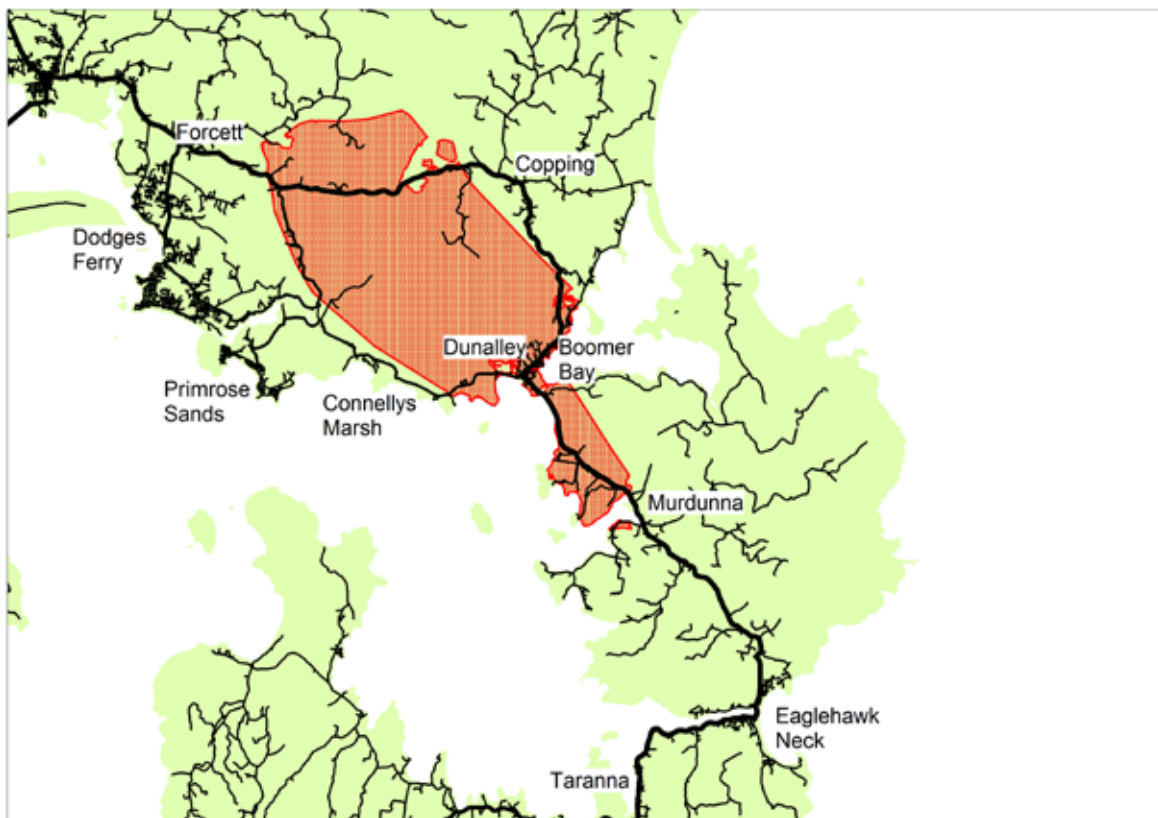 Forcett
Copping
Dodges
Ferry
Dunalley
Boomer
Bay
Primrose
Sands
Connellys
Marsh
Murdunna
Eaglehawk
Neck
Taranna